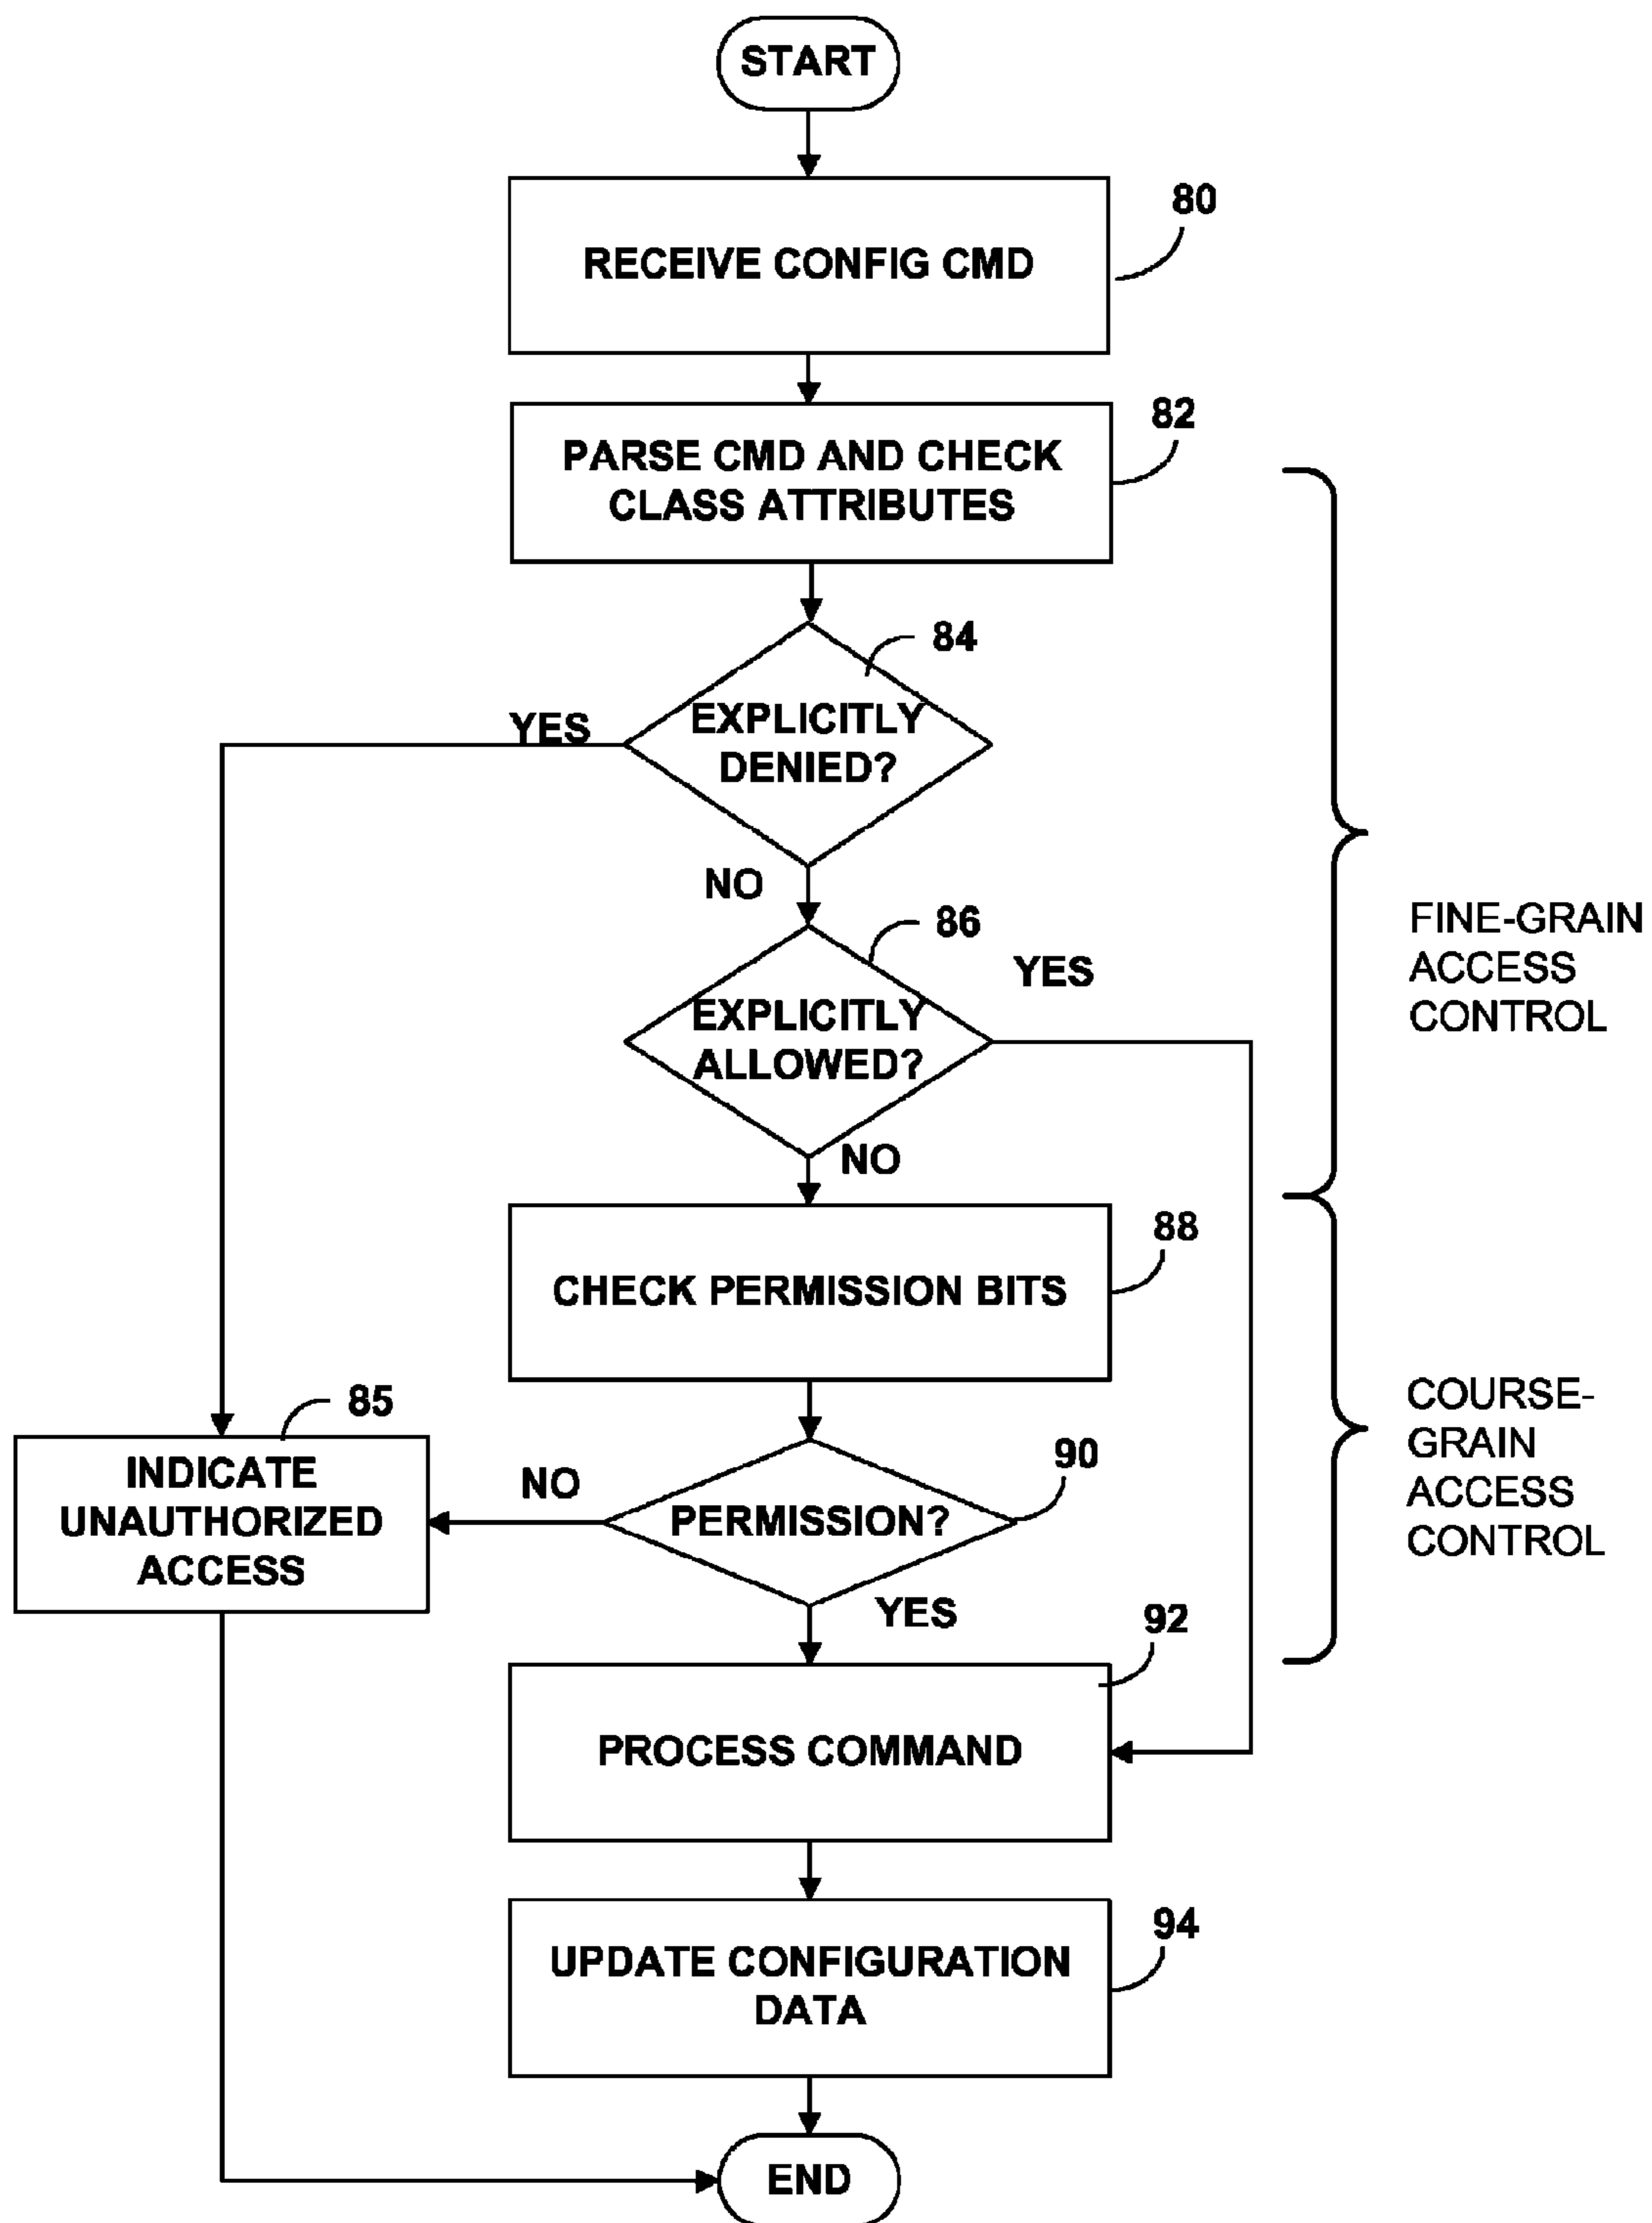 START
RECEIVE CONFIG CMD
80
PARSE CMD AND CHECK
CLASS ATTRIBUTES
82
EXPLICITLY
DENIED?
84
YES
NO
EXPLICITLY
ALLOWED?
86
YES
NO
FINE-GRAIN
ACCESS
CONTROL
CHECK PERMISSION BITS
88
COURSE-
GRAIN
ACCESS
CONTROL
INDICATE
UNAUTHORIZED
ACCESS
85
NO
PERMISSION?
90
YES
PROCESS COMMAND
92
UPDATE CONFIGURATION
DATA
94
END